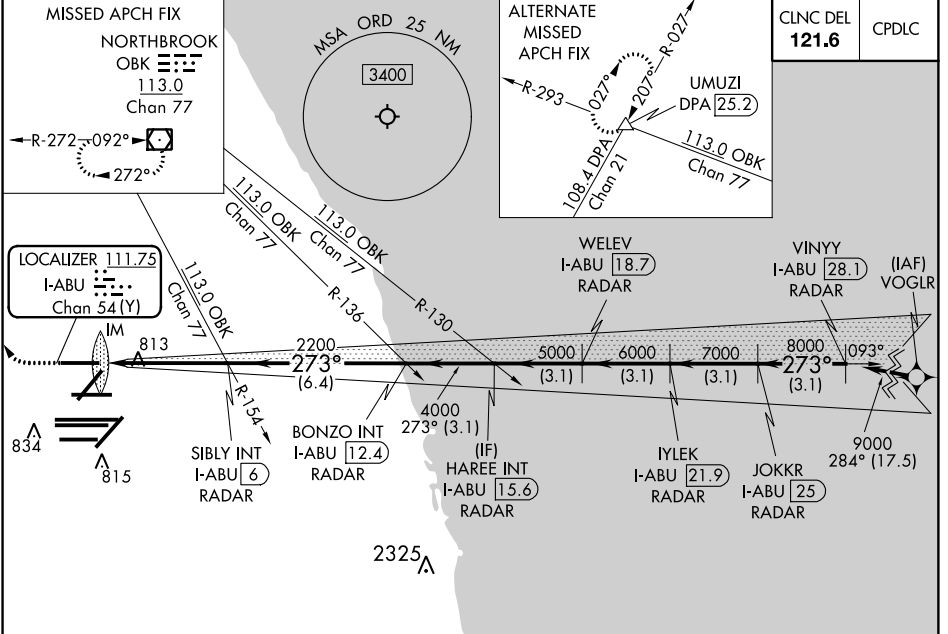 MISSED APCH FIX
NORTHBROOK
OBK
113.0
Chan 77
R-272
092°
272°
MSA ORD 25 NM
3400
ALTERNATE
MISSED
APCH FIX
R-027
R-293
027°
207°
UMUZI
DPA 25.2
108.4 DPA
Chan 21
113.0 OBK
Chan 77
CLNC DEL
121.6
CPDLC
LOCALIZER 111.75
I-ABU
Chan 54 (Y)
IM
113.0 OBK
Chan 77
113.0 OBK
Chan 77
113.0 OBK
Chan 77
R-136
R-130
R-154
WELEV
I-ABU 18.7
RADAR
VINYY
I-ABU 28.1
RADAR
(IAF)
VOGLR
813
2200
273°
(6.4)
4000
273° (3.1)
5000
(3.1)
6000
(3.1)
7000
(3.1)
8000
273°
(3.1)
093°
9000
284° (17.5)
834
815
SIBLY INT
I-ABU 6
RADAR
BONZO INT
I-ABU 12.4
RADAR
(IF)
HAREE INT
I-ABU 15.6
RADAR
IYLEK
I-ABU 21.9
RADAR
JOKKR
I-ABU 25
RADAR
2325